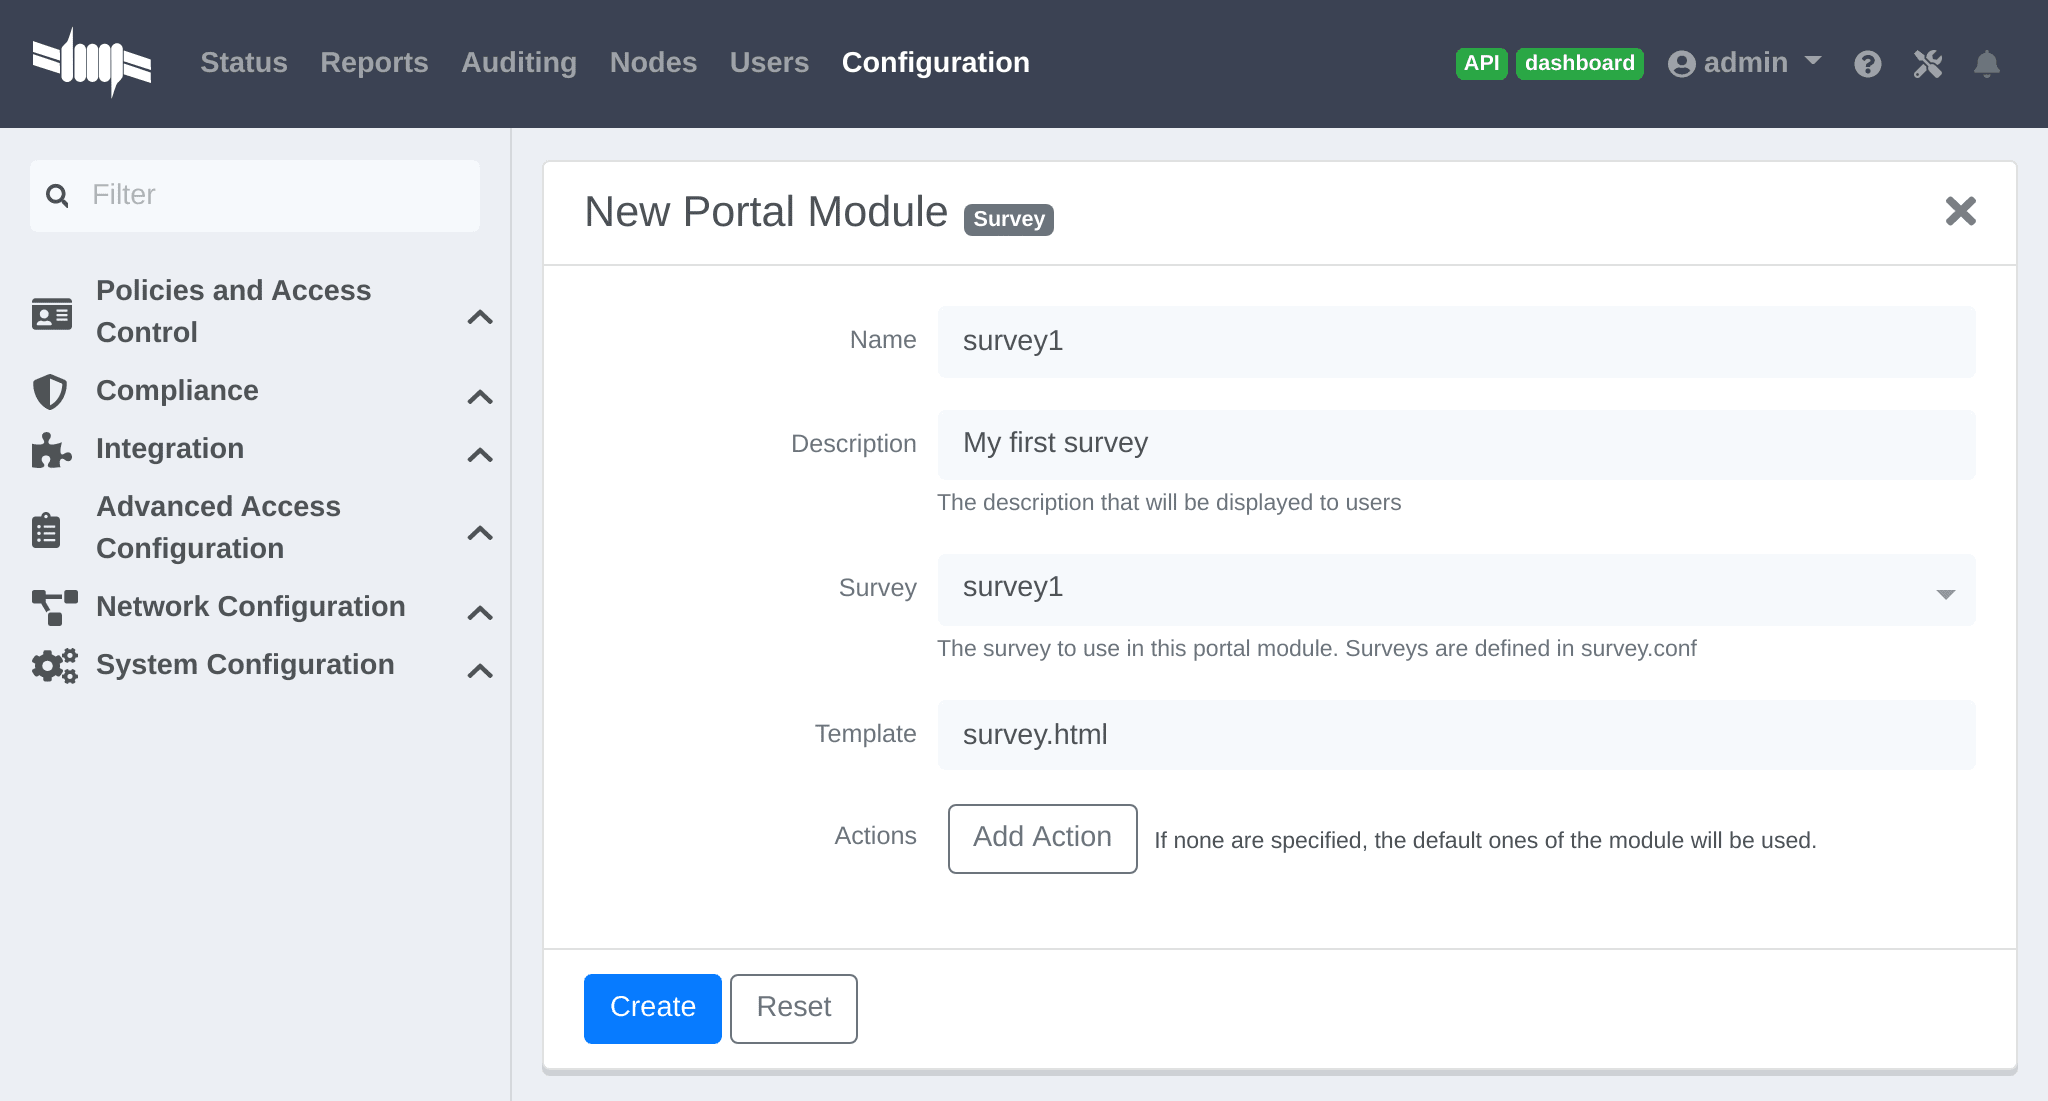 Status Reports Auditing Nodes Users Configuration API dashboard admin
Filter
Policies and Access
Control
Compliance
Integration
Advanced Access
Configuration
Network Configuration
System Configuration
New Portal Module Survey
Name survey1
Description My first survey
The description that will be displayed to users
Survey survey1
The survey to use in this portal module. Surveys are defined in survey.conf
Template survey.html
Actions Add Action If none are specified, the default ones of the module will be used.
Create Reset